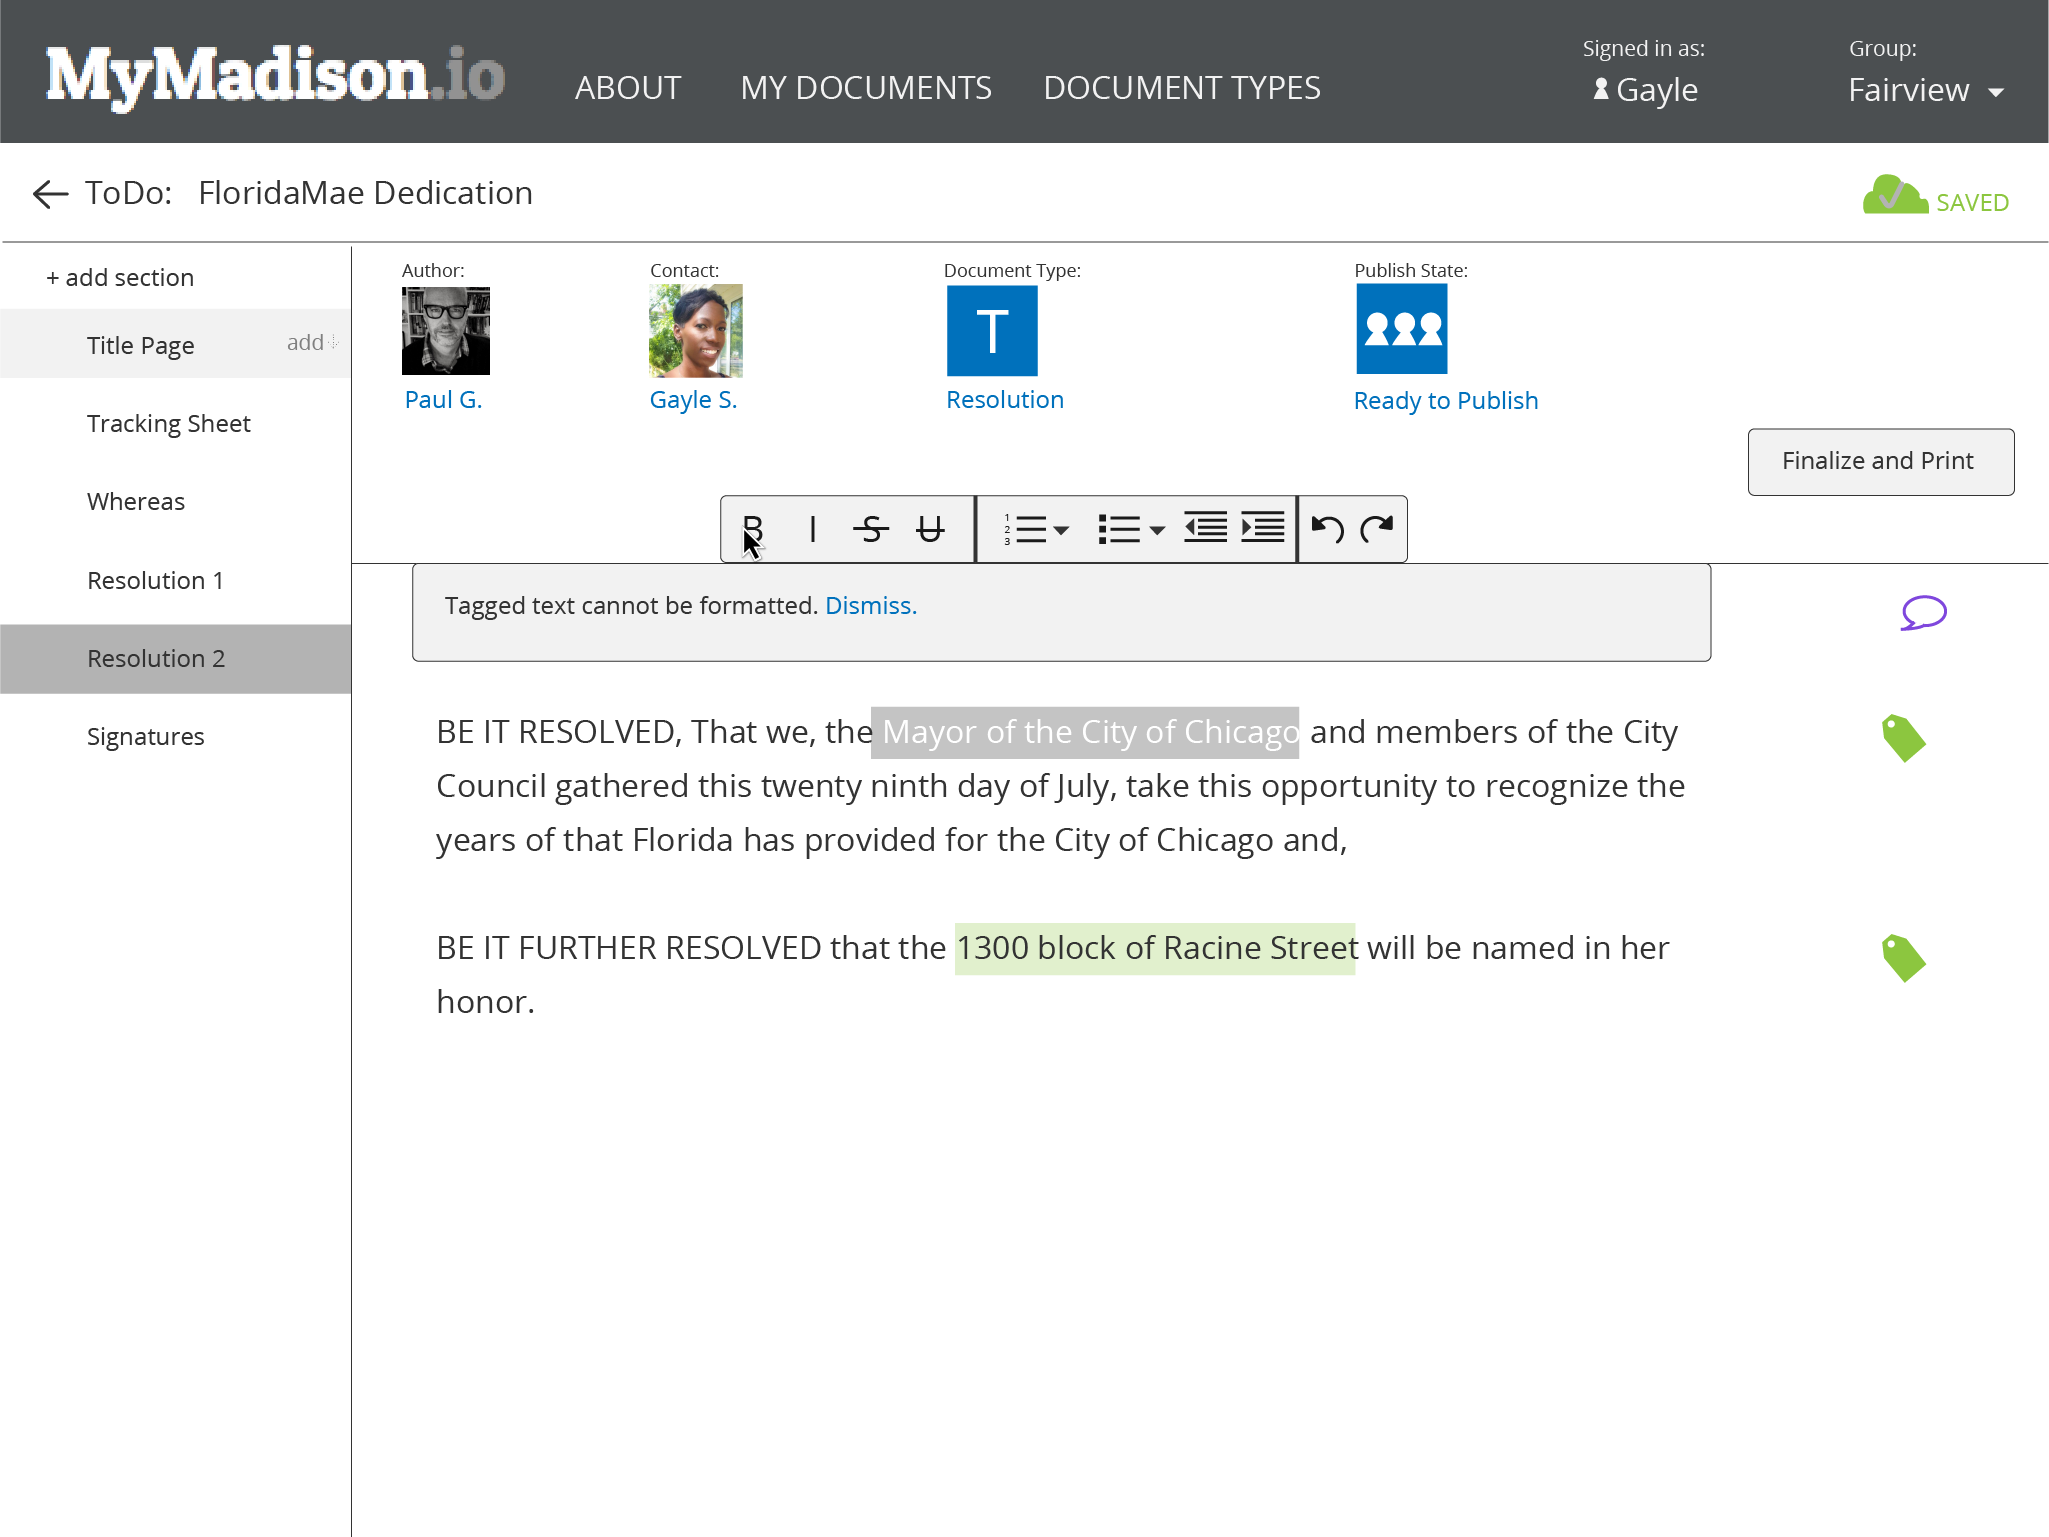 MyMadison.io
ABOUT
MY DOCUMENTS
DOCUMENT TYPES
Signed in as:
Gayle
Group:
Fairview
ToDo: FloridaMae Dedication
SAVED
+ add section
Title Page
add
Tracking Sheet
Whereas
Resolution 1
Resolution 2
Signatures
Author:
Paul G.
Contact:
Gayle S.
Document Type:
T
Resolution
Publish State:
Ready to Publish
Finalize and Print
B I S U
1
2
3
Tagged text cannot be formatted. Dismiss.
BE IT RESOLVED, That we, the Mayor of the City of Chicago and members of the City
Council gathered this twenty ninth day of July, take this opportunity to recognize the
years of that Florida has provided for the City of Chicago and,
BE IT FURTHER RESOLVED that the 1300 block of Racine Street will be named in her
honor.